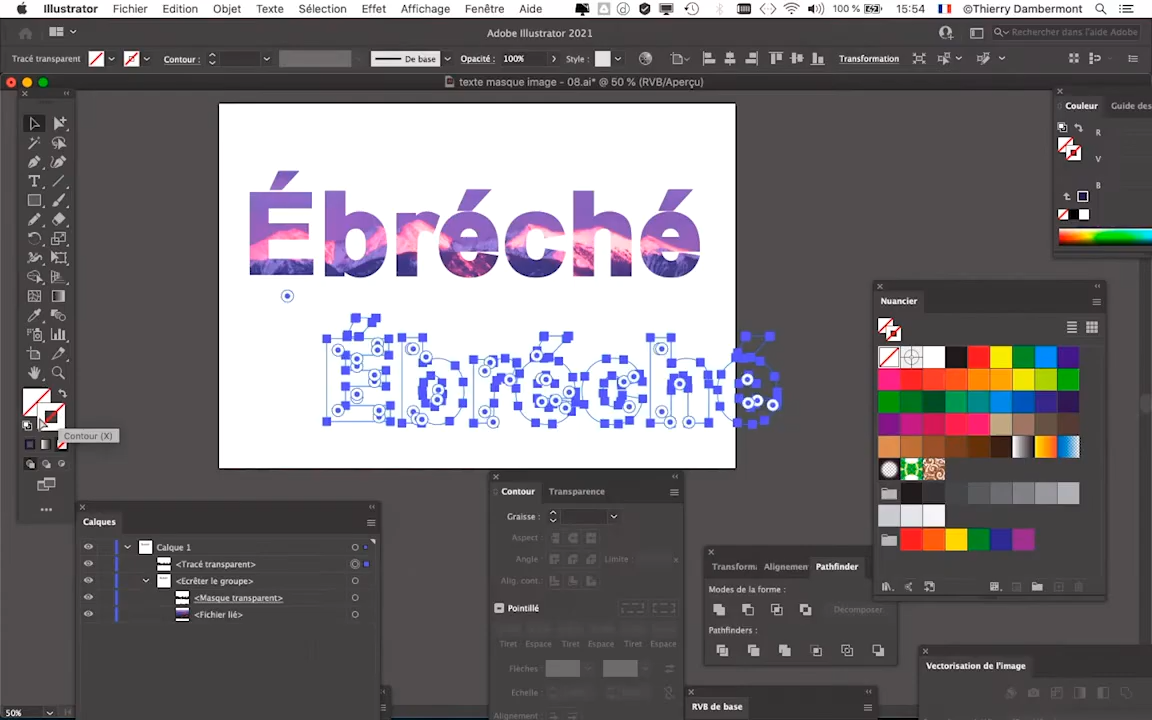 Illustrator Fichier Edition Objet Texte Sélection Effet Affichage Fenêtre Aide 100 % 15:54 ©Thierry Dambermont
Adobe Illustrator 2021 Rechercher dans l'aide Adobe
Tracé transparent Contour : De base Opacité : 100% Style : Transformation
texte masque image - 08.ai* @ 50 % (RVB/Aperçu)
Couleur Guide des
R
V
B
Ébréché
Ébréché
Nuancier
Contour (X)
Contour Transparence
Graisse :
Aspect :
Angle : Limite :
Alig. cont. :
Pointillé
Tiret Espace Tiret Espace Tiret Espace
Flèches :
Echelle :
Alignement :
Calques
Calque 1
<Tracé transparent>
<Ecrêter le groupe>
<Masque transparent>
<Fichier lié>
Transforma Alignemen Pathfinder
Modes de la forme :
Décomposer
Pathfinders :
Vectorisation de l'image
RVB de base
50%